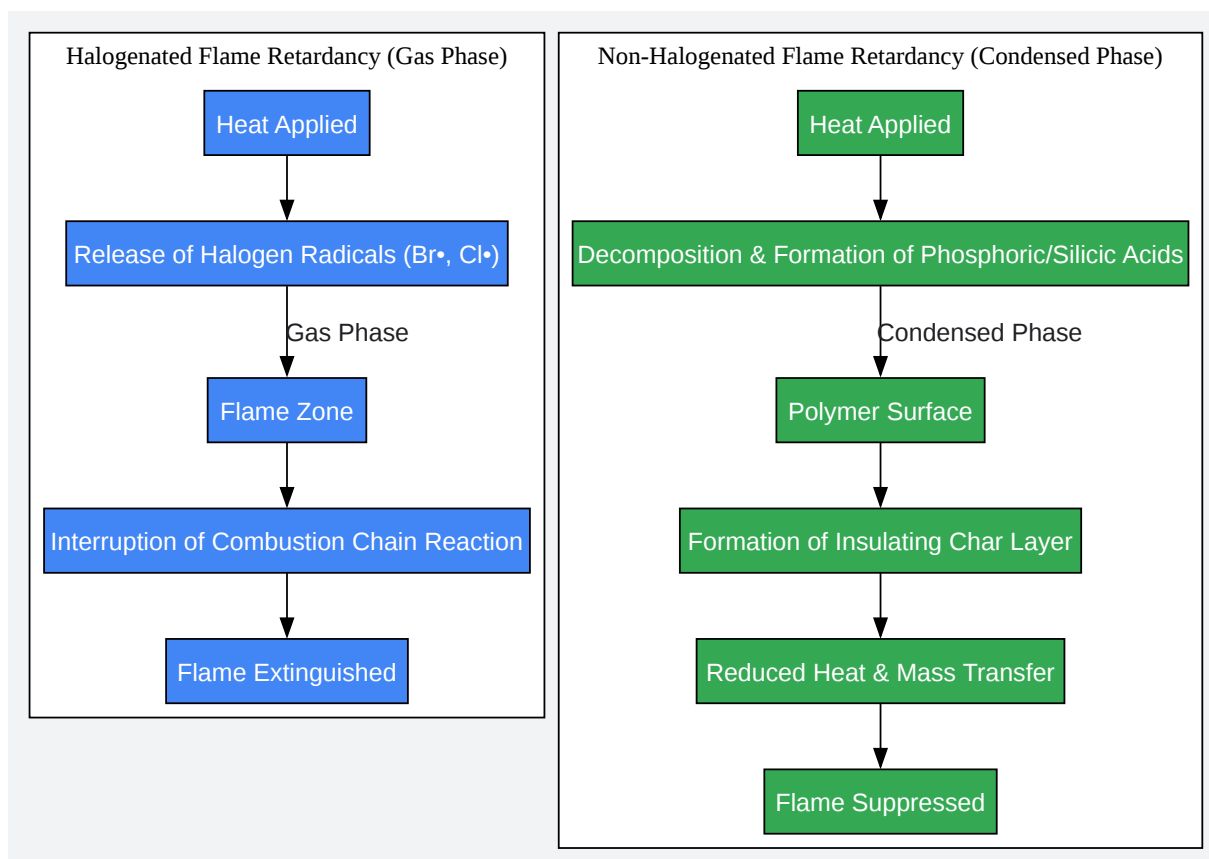 Halogenated Flame Retardancy (Gas Phase)
Heat Applied
Release of Halogen Radicals (Br•, Cl•)
Gas Phase
Flame Zone
Interruption of Combustion Chain Reaction
Flame Extinguished
Non-Halogenated Flame Retardancy (Condensed Phase)
Heat Applied
Decomposition & Formation of Phosphoric/Silicic Acids
Condensed Phase
Polymer Surface
Formation of Insulating Char Layer
Reduced Heat & Mass Transfer
Flame Suppressed